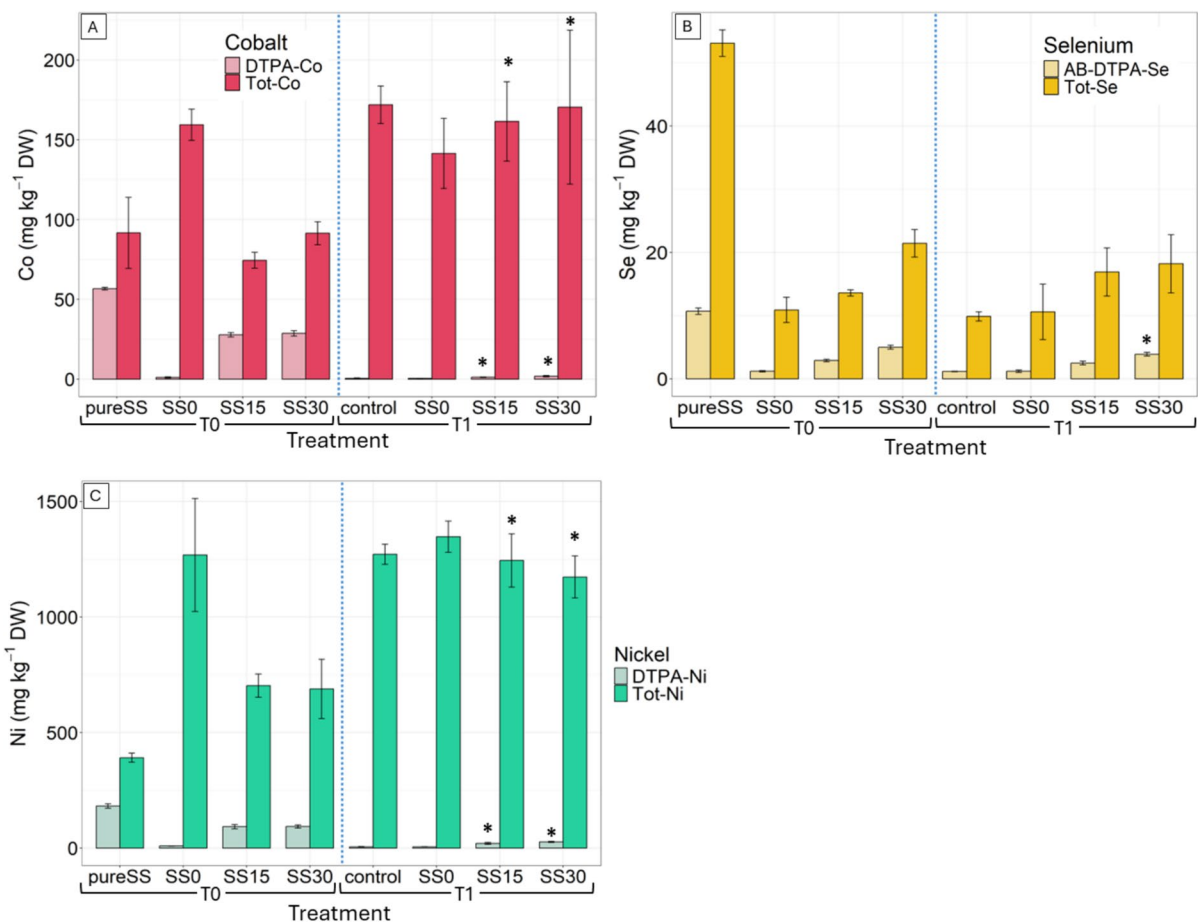 A
Cobalt
DTPA-Co
Tot-Co
Co (mg kg⁻¹ DW)
200
150
100
50
0
* *
* *
pureSS SS0 SS15 SS30 control SS0 SS15 SS30
T0 T1
Treatment
B
Selenium
AB-DTPA-Se
Tot-Se
Se (mg kg⁻¹ DW)
40
20
0
*
pureSS SS0 SS15 SS30 control SS0 SS15 SS30
T0 T1
Treatment
C
Nickel
DTPA-Ni
Tot-Ni
Ni (mg kg⁻¹ DW)
1500
1000
500
0
* *
* *
pureSS SS0 SS15 SS30 control SS0 SS15 SS30
T0 T1
Treatment